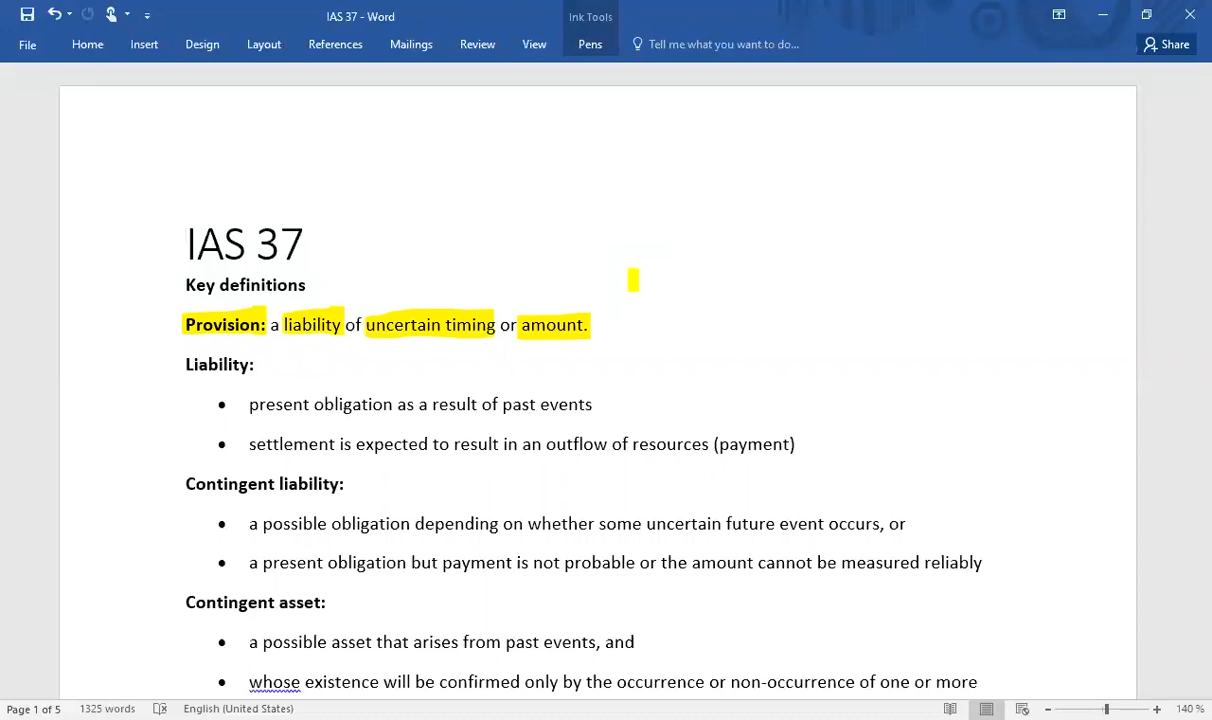 IAS 37 - Word
Ink Tools
File
Home
Insert
Design
Layout
References
Mailings
Review
View
Pens
Tell me what you want to do...
Share
IAS 37
Key definitions
Provision: a liability of uncertain timing or amount.
Liability:
• present obligation as a result of past events
• settlement is expected to result in an outflow of resources (payment)
Contingent liability:
• a possible obligation depending on whether some uncertain future event occurs, or
• a present obligation but payment is not probable or the amount cannot be measured reliably
Contingent asset:
• a possible asset that arises from past events, and
• whose existence will be confirmed only by the occurrence or non-occurrence of one or more
Page 1 of 5
1325 words
English (United States)
140 %